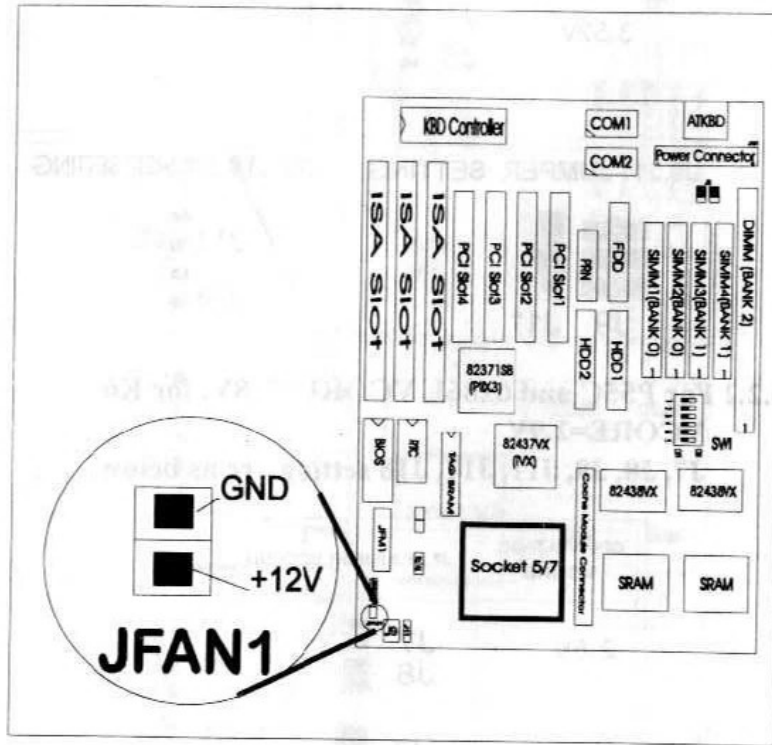 KBD Controller
COM1
ATKBD
COM2
Power Connector
ISA SlOT
ISA SlOT
ISA SlOT
PCI Slot4
PCI Slot3
PCI Slot2
PCI Slot1
PRN
FDD
HDD2
HDD1
SIMM1(BANK 0)
SIMM2(BANK 0)
SIMM3(BANK 1)
SIMM4(BANK 1)
DIMM (BANK 2)
82371SB
(PIX3)
82437VX
(VX)
SW1
BIOS
RTC
TAG SRAM
82438VX
82438VX
JFM1
Socket 5/7
Cache Module Connector
SRAM
SRAM
GND
+12V
JFAN1